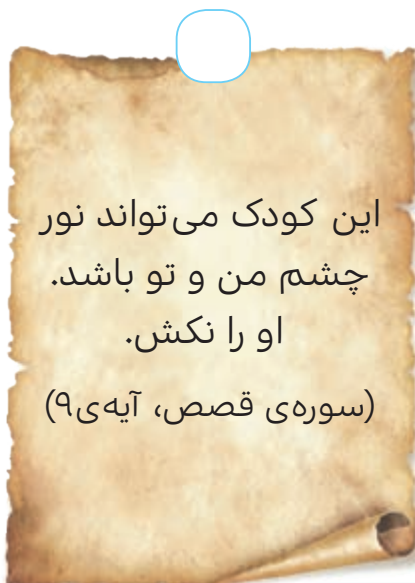 این کودک می‌تواند نور
چشم من و تو باشد.
او را نکش.
(سوره‌ی قصص، آیه‌ی۹)